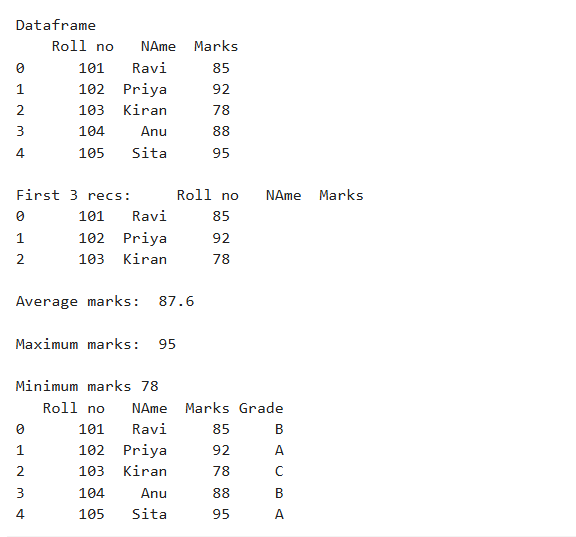 Dataframe
Roll no NAme Marks
0 101 Ravi 85
1 102 Priya 92
2 103 Kiran 78
3 104 Anu 88
4 105 Sita 95
First 3 recs: Roll no NAme Marks
0 101 Ravi 85
1 102 Priya 92
2 103 Kiran 78
Average marks: 87.6
Maximum marks: 95
Minimum marks 78
Roll no NAme Marks Grade
0 101 Ravi 85 B
1 102 Priya 92 A
2 103 Kiran 78 C
3 104 Anu 88 B
4 105 Sita 95 A